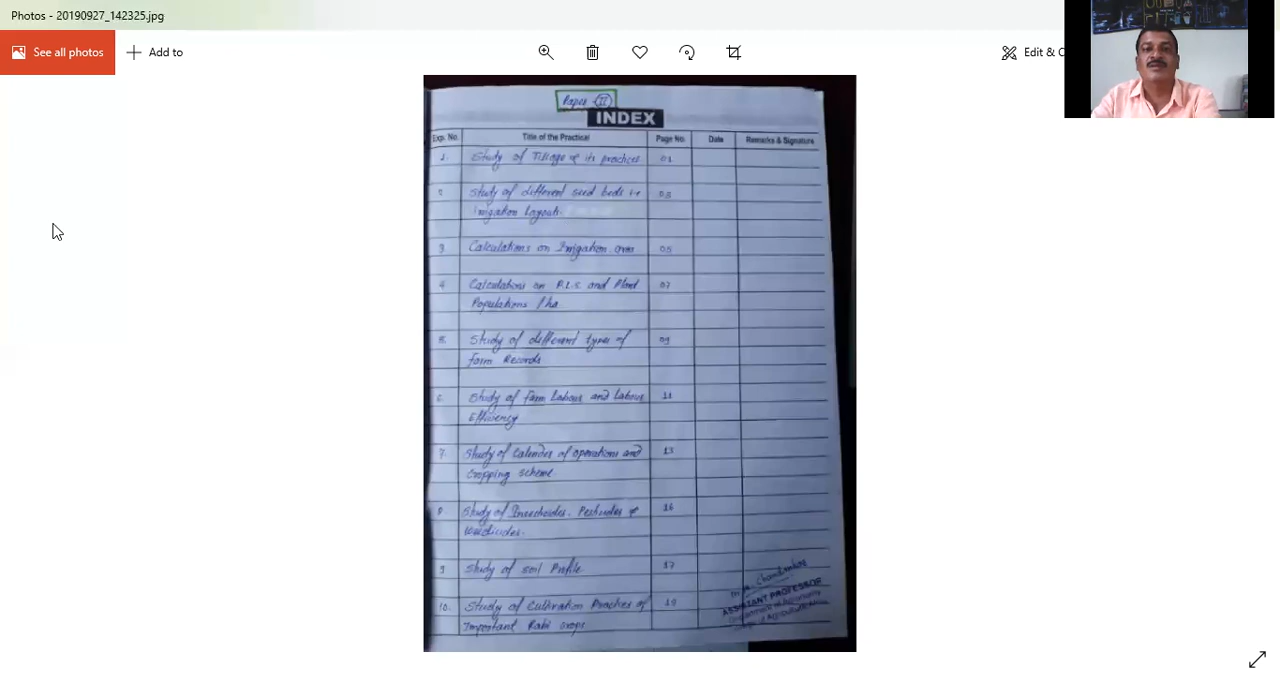 Photos - 20190927_142325.jpg
See all photos
Add to
Edit & C
Paper - II
INDEX
Exp. No. Title of the Practical Page No. Date Remarks & Signature
1. Study of Tillage & its practices 01
2 Study of different seed beds i.e 03
Irrigation Layouts
3 Calculations on Irrigation 05
4 Calculations on and Plant 07
Populations /ha
5. Study of different types of 09
farm Records
6 Study of farm Labour and Labour 11
Efficiency
7. Study of Calender of operations and 13
Cropping scheme
8 Study of Insecticides, Pesticides & 16
9 Study of Soil Profile 17
10. Study of Cultivation Practices of 19
Important Rabi crops
ASSISTANT PROFESSOR